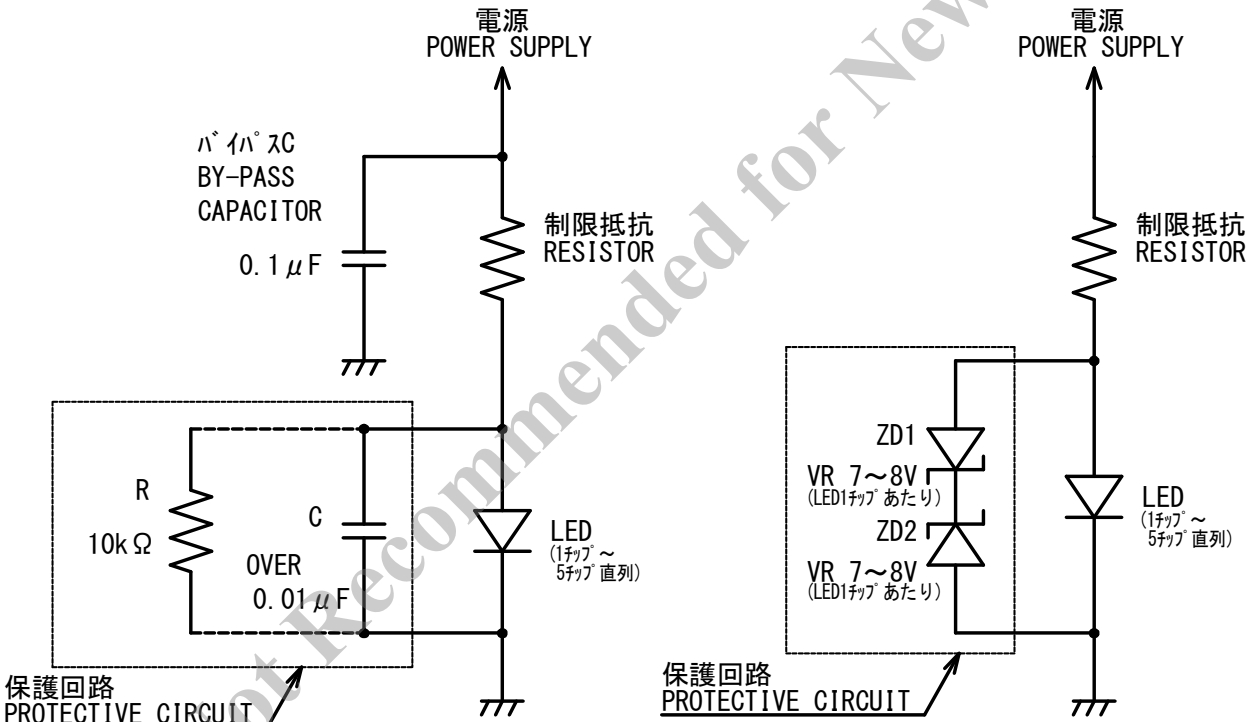 電源
POWER SUPPLY
バイパスC
BY-PASS
CAPACITOR
0.1μF
制限抵抗
RESISTOR
R
10kΩ
C
OVER
0.01μF
LED
(1チップ~
5チップ直列)
保護回路
PROTECTIVE CIRCUIT
電源
POWER SUPPLY
制限抵抗
RESISTOR
ZD1
VR 7~8V
(LED1チップあたり)
ZD2
VR 7~8V
(LED1チップあたり)
LED
(1チップ~
5チップ直列)
保護回路
PROTECTIVE CIRCUIT
ot Recommended for New